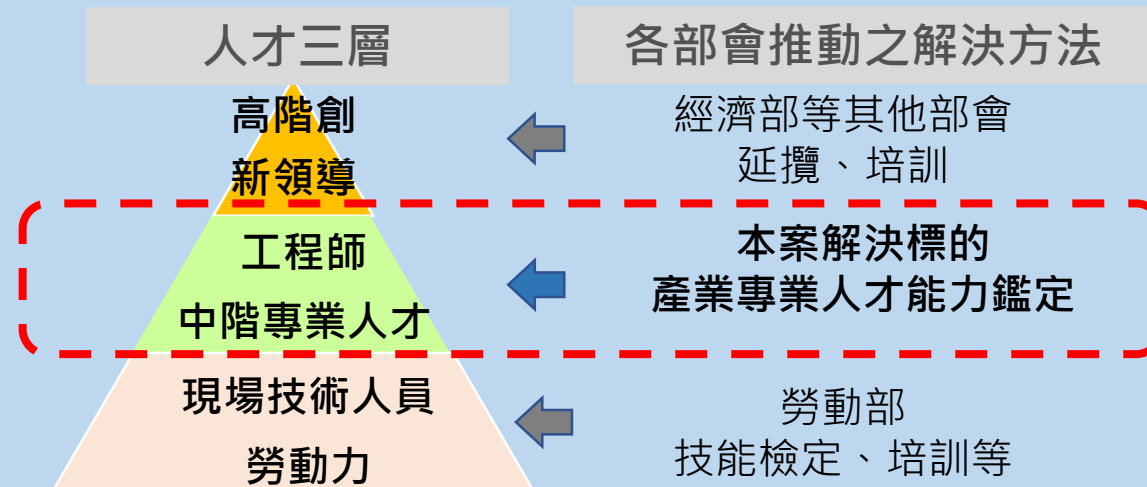 人才三層
各部會推動之解決方法
高階創
新領導
經濟部等其他部會
延攬、培訓
工程師
中階專業人才
本案解決標的
產業專業人才能力鑑定
現場技術人員
勞動力
勞動部
技能檢定、培訓等